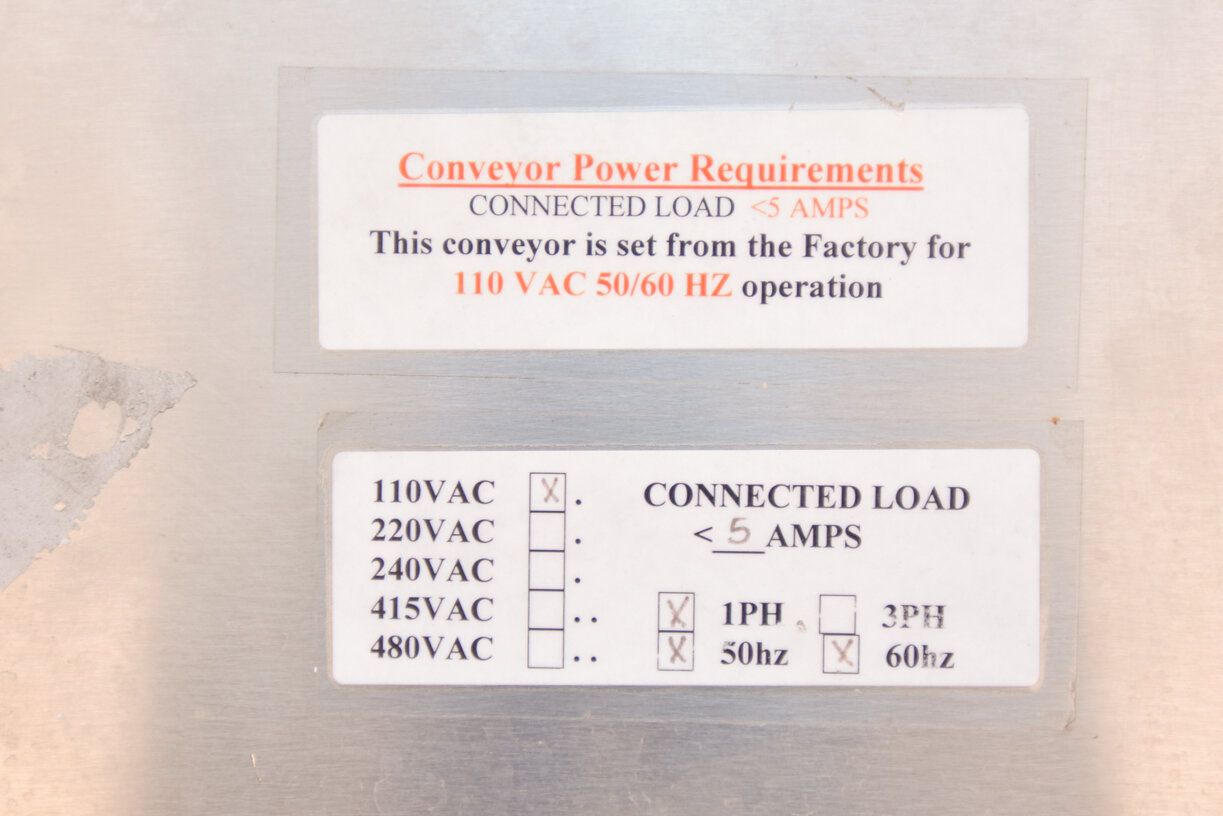 Conveyor Power Requirements
CONNECTED LOAD <5 AMPS
This conveyor is set from the Factory for
110 VAC 50/60 HZ operation
110VAC X . CONNECTED LOAD
220VAC . < 5 AMPS
240VAC .
415VAC .. X 1PH . 3PH
480VAC .. X 50hz X 60hz